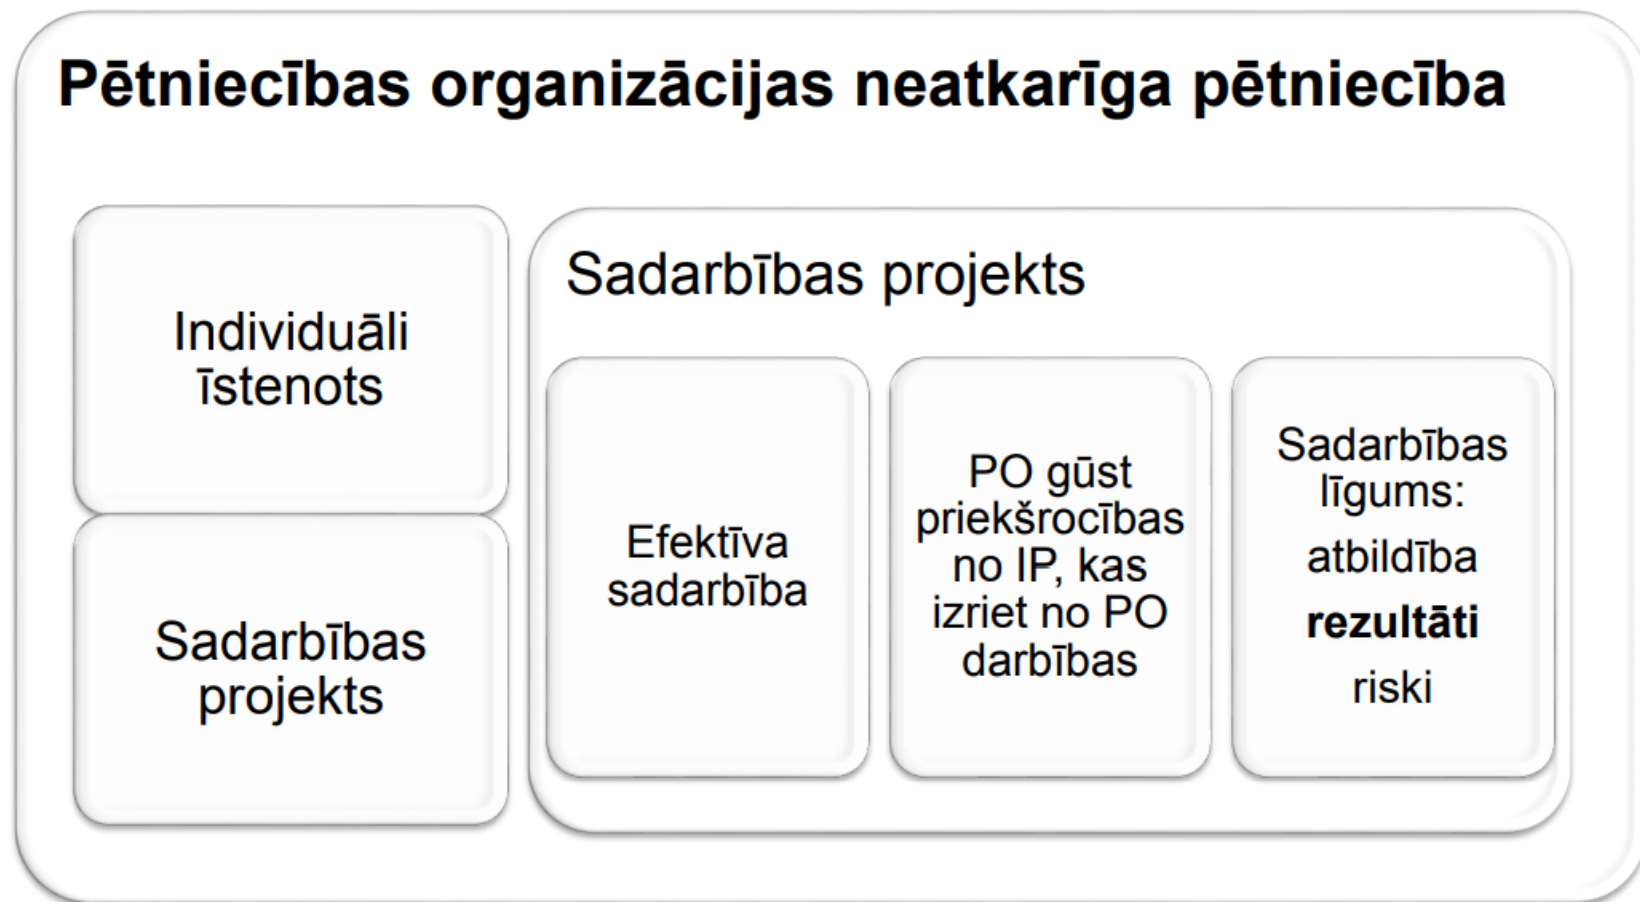 Pētniecības organizācijas neatkarīga pētniecība
Individuāli
īstenots
Sadarbības
projekts
Sadarbības projekts
Efektīva
sadarbība
PO gūst
priekšrocības
no IP, kas
izriet no PO
darbības
Sadarbības
līgums:
atbildība
rezultāti
riski